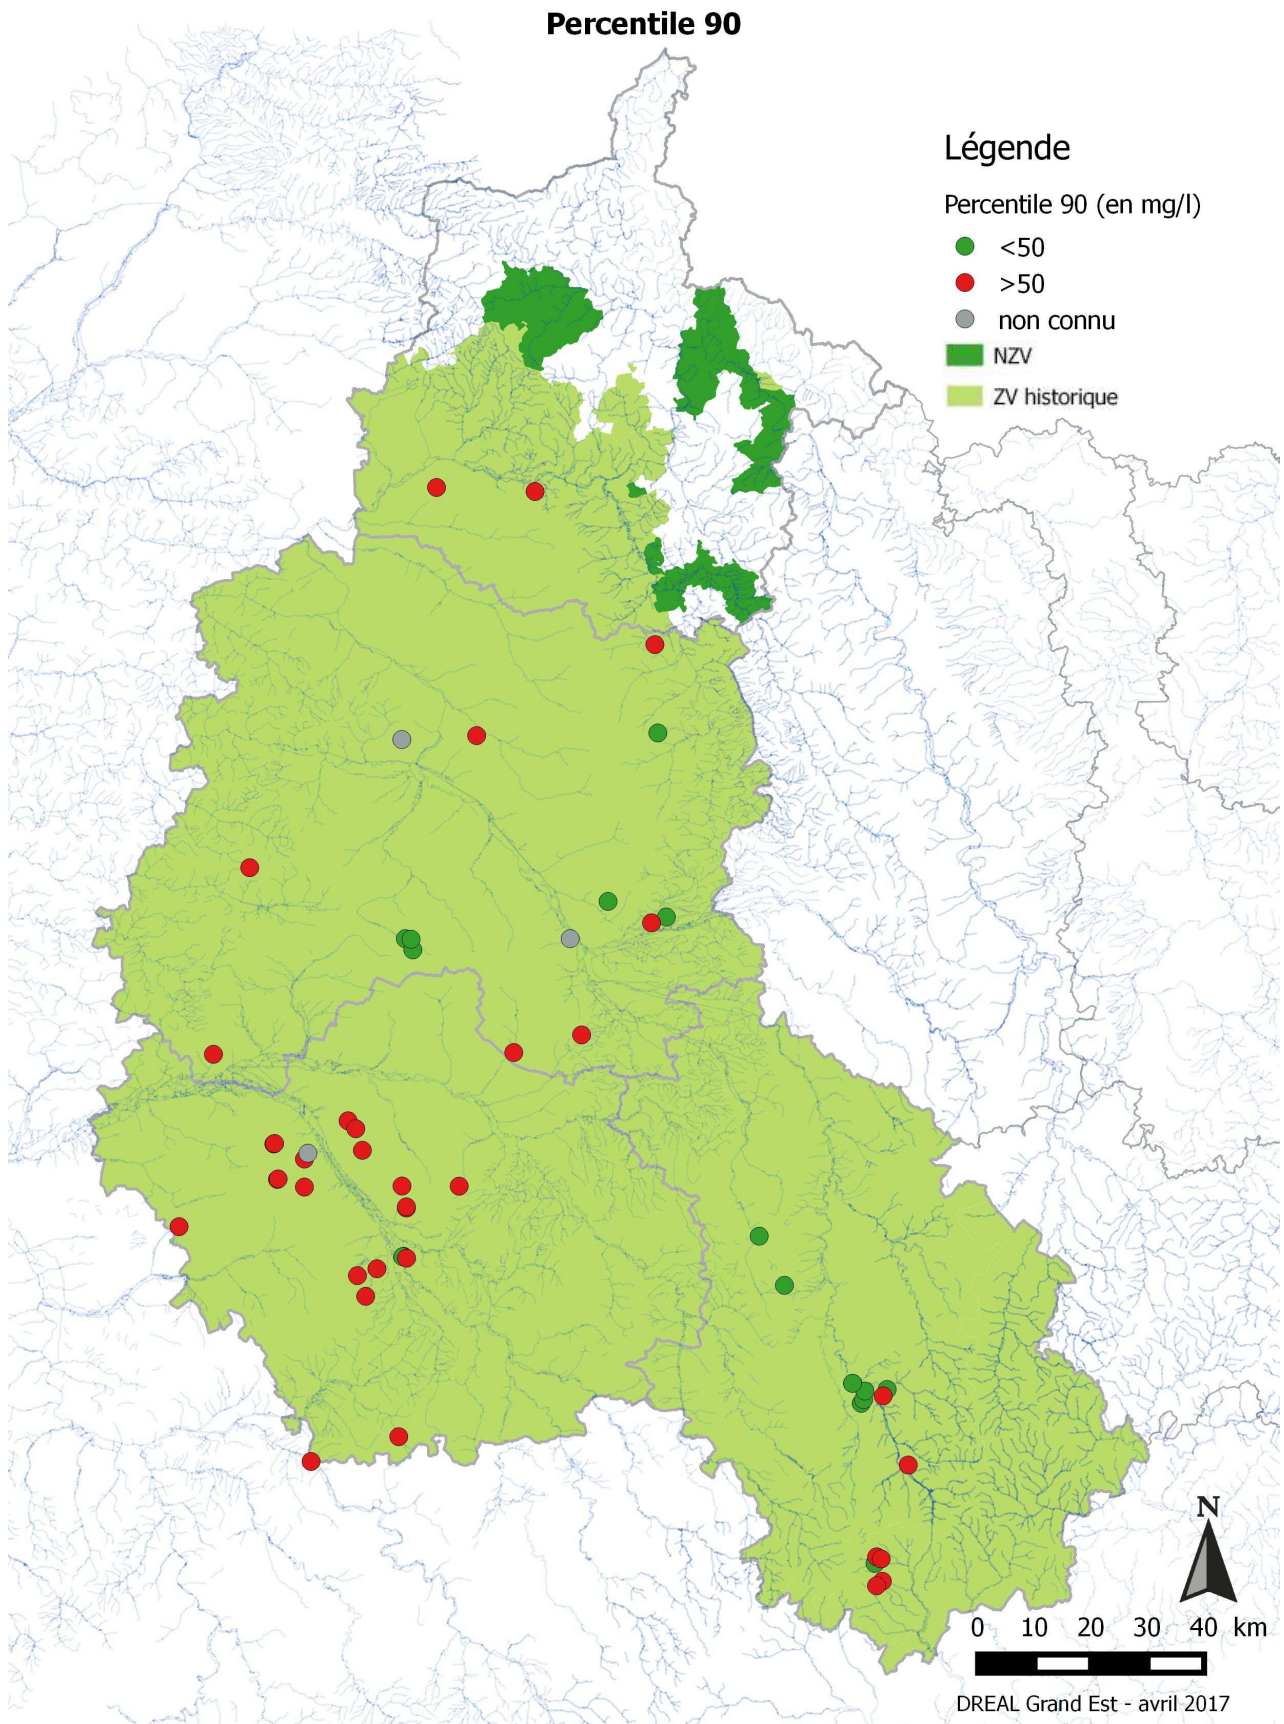 Percentile 90
Légende
Percentile 90 (en mg/l)
<50
>50
non connu
NZV
ZV historique
N
0 10 20 30 40 km
DREAL Grand Est - avril 2017